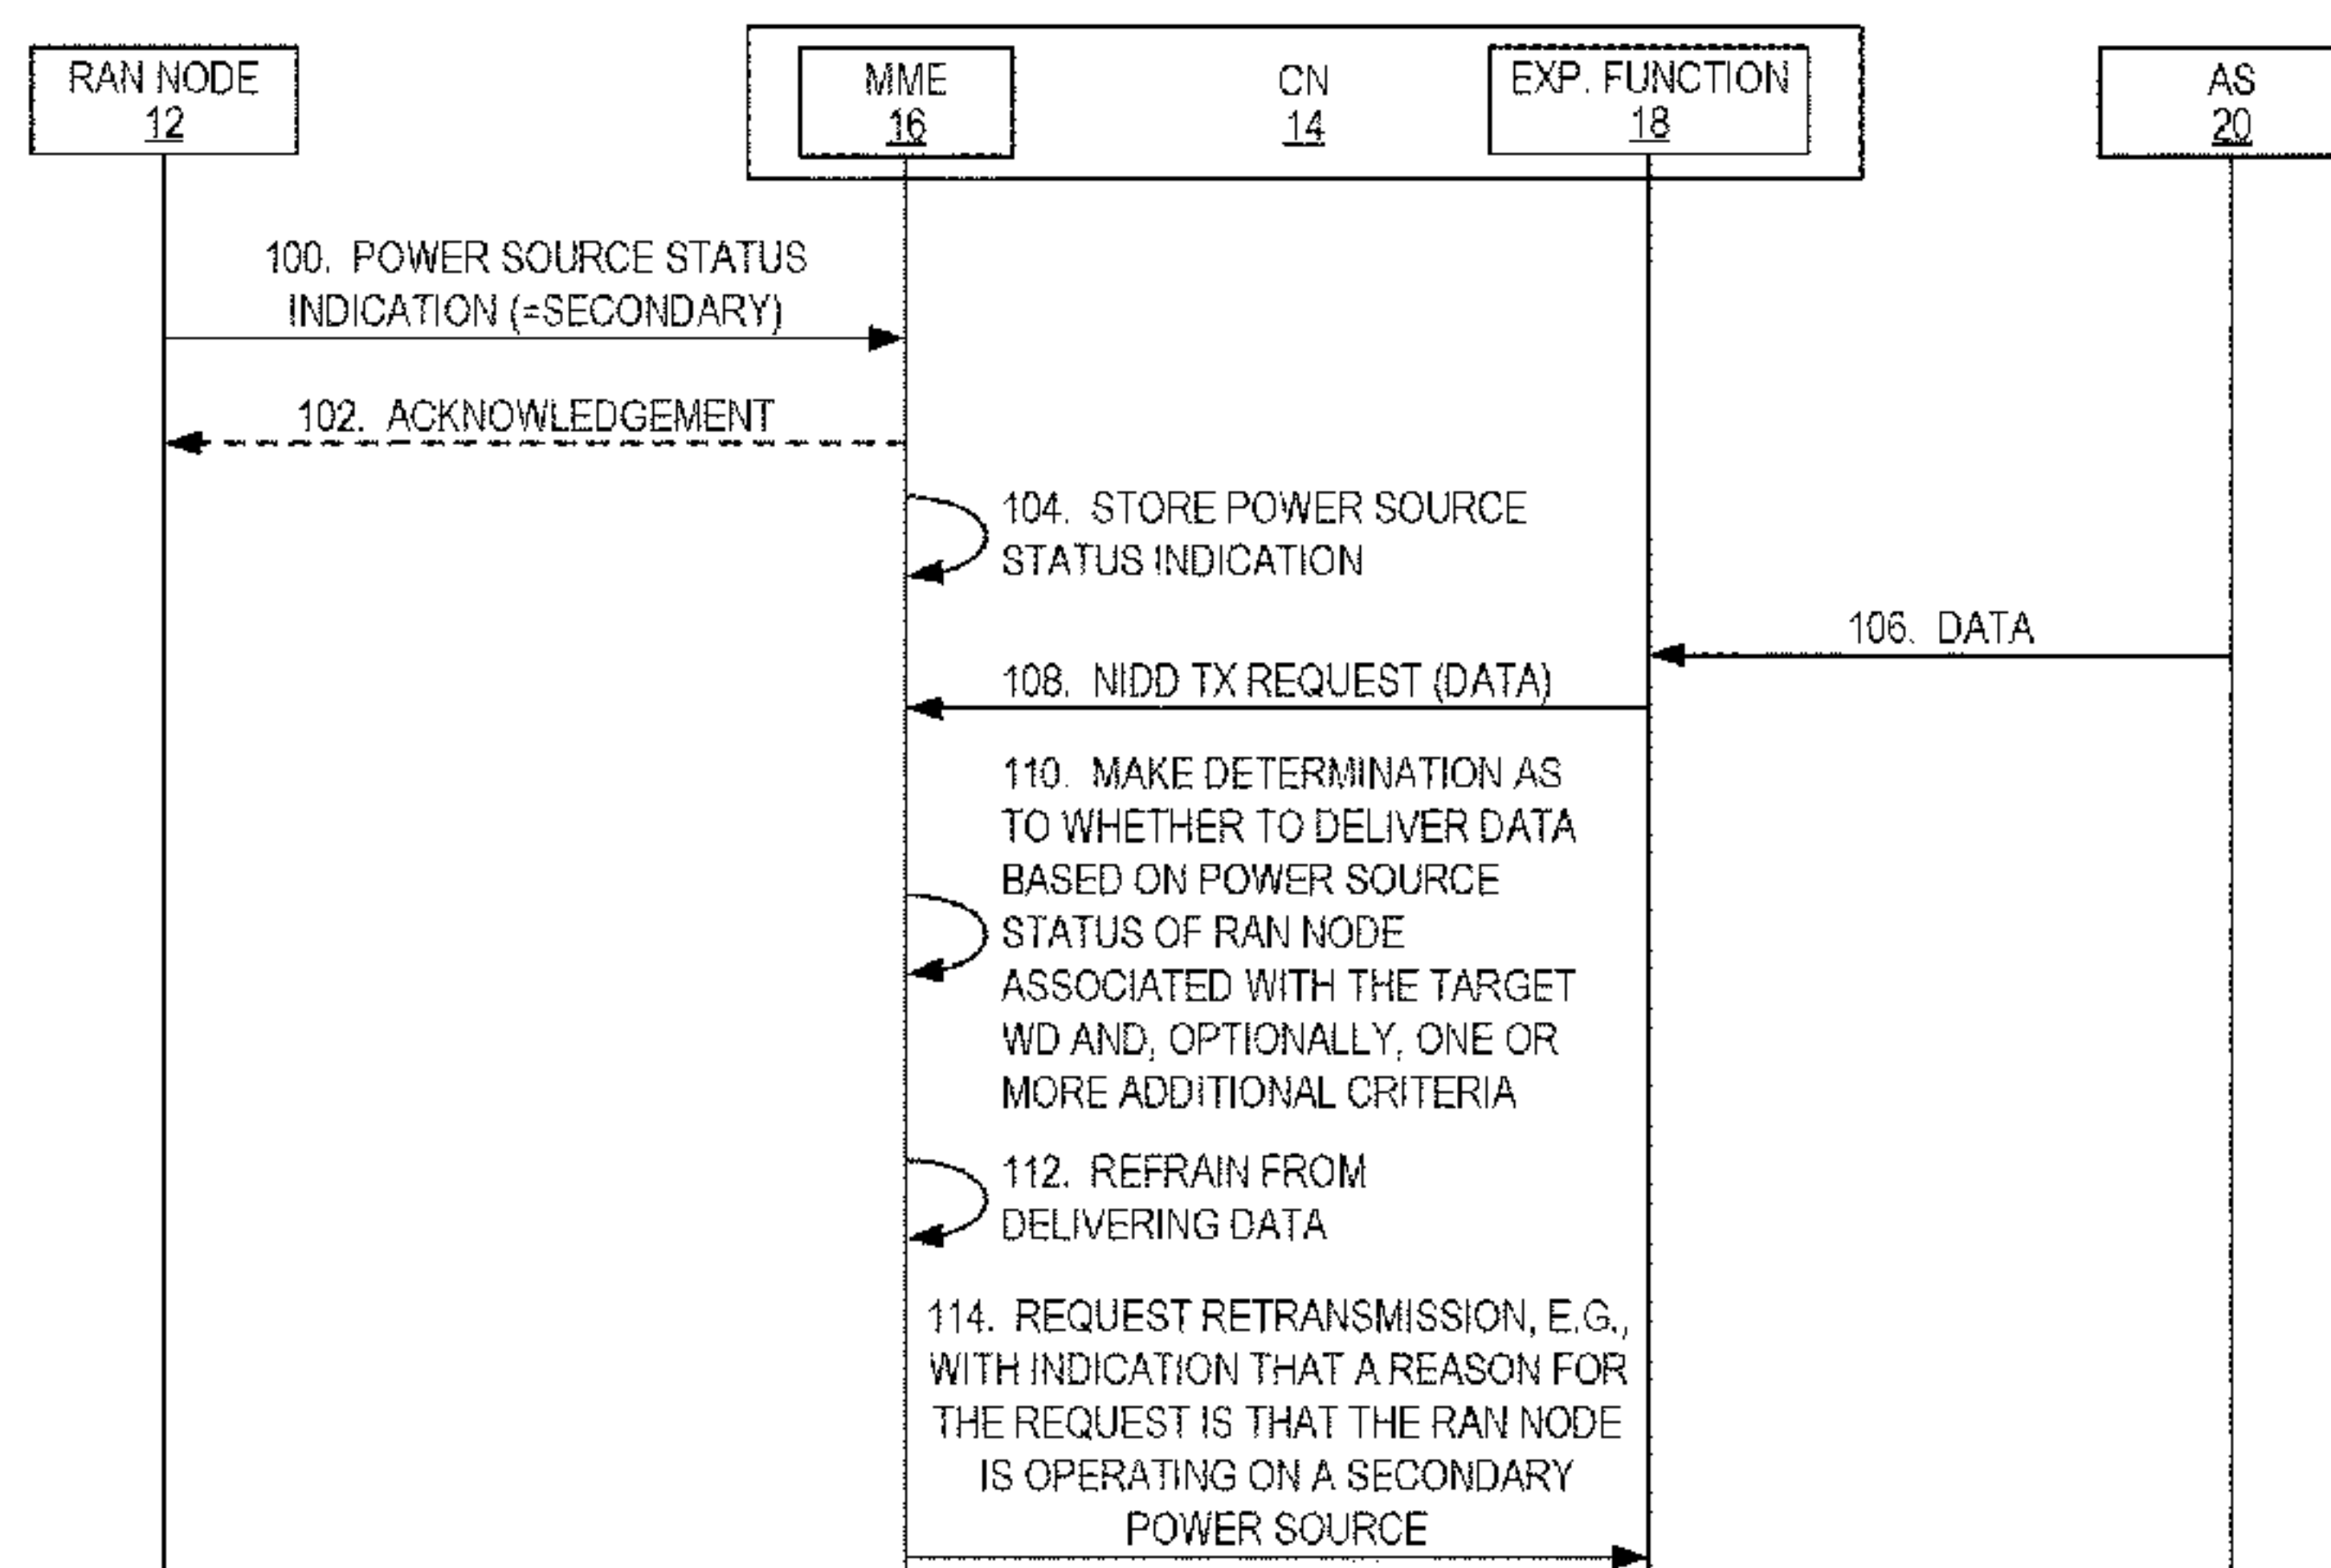 RAN NODE
12
MME
16
CN
14
EXP. FUNCTION
18
AS
20
100. POWER SOURCE STATUS
INDICATION (=SECONDARY)
102. ACKNOWLEDGEMENT
104. STORE POWER SOURCE
STATUS INDICATION
106. DATA
108. NIDD TX REQUEST (DATA)
110. MAKE DETERMINATION AS
TO WHETHER TO DELIVER DATA
BASED ON POWER SOURCE
STATUS OF RAN NODE
ASSOCIATED WITH THE TARGET
WD AND, OPTIONALLY, ONE OR
MORE ADDITIONAL CRITERIA
112. REFRAIN FROM
DELIVERING DATA
114. REQUEST RETRANSMISSION, E.G.,
WITH INDICATION THAT A REASON FOR
THE REQUEST IS THAT THE RAN NODE
IS OPERATING ON A SECONDARY
POWER SOURCE